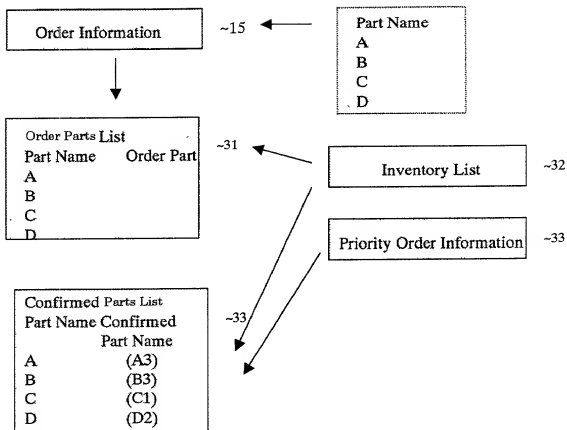 Order Information
~15
Part Name
A
B
C
D
Order Parts List
Part Name Order Part
A
B
C
D
~31
Inventory List
~32
Priority Order Information
~33
Confirmed Parts List
Part Name Confirmed
Part Name
A (A3)
B (B3)
C (C1)
D (D2)
~33